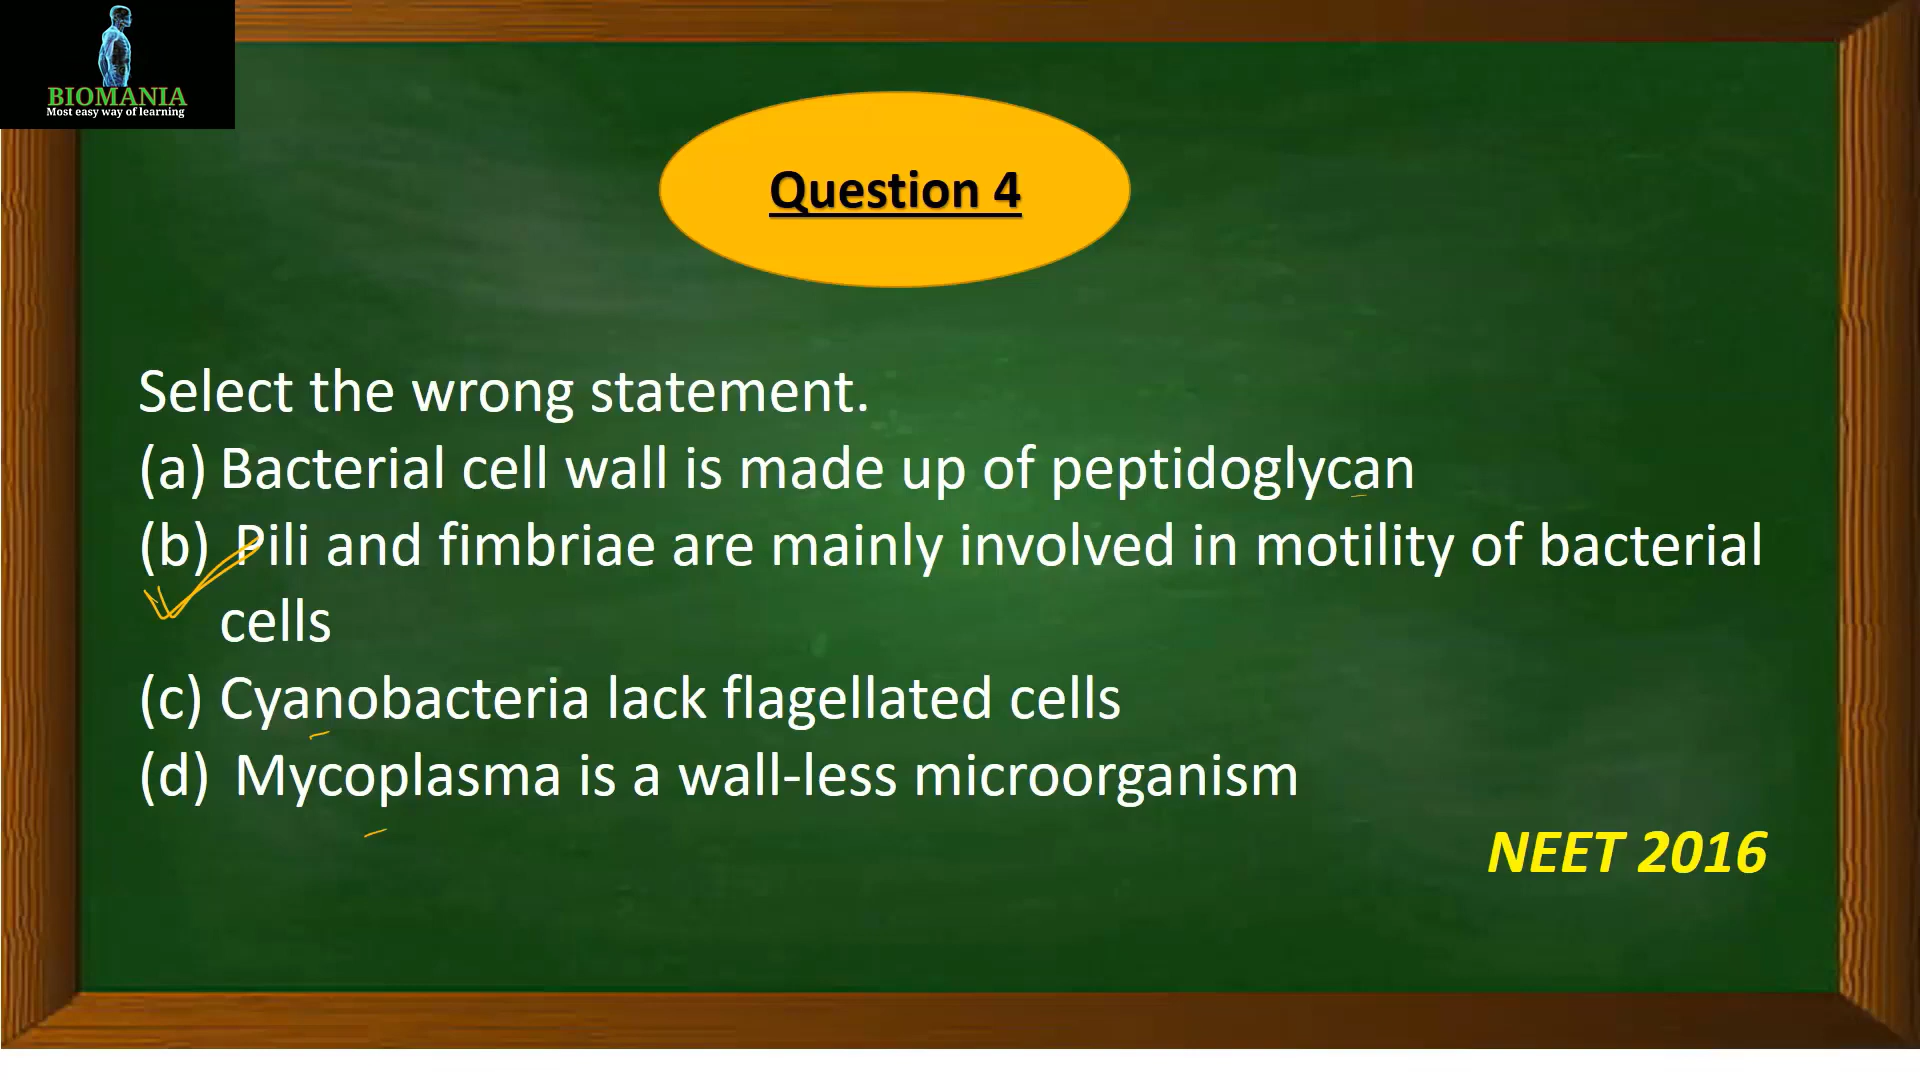 BIOMANIA
Most easy way of learning
Question 4
Select the wrong statement.
(a) Bacterial cell wall is made up of peptidoglycan
(b) Pili and fimbriae are mainly involved in motility of bacterial
cells
(c) Cyanobacteria lack flagellated cells
(d) Mycoplasma is a wall-less microorganism
NEET 2016